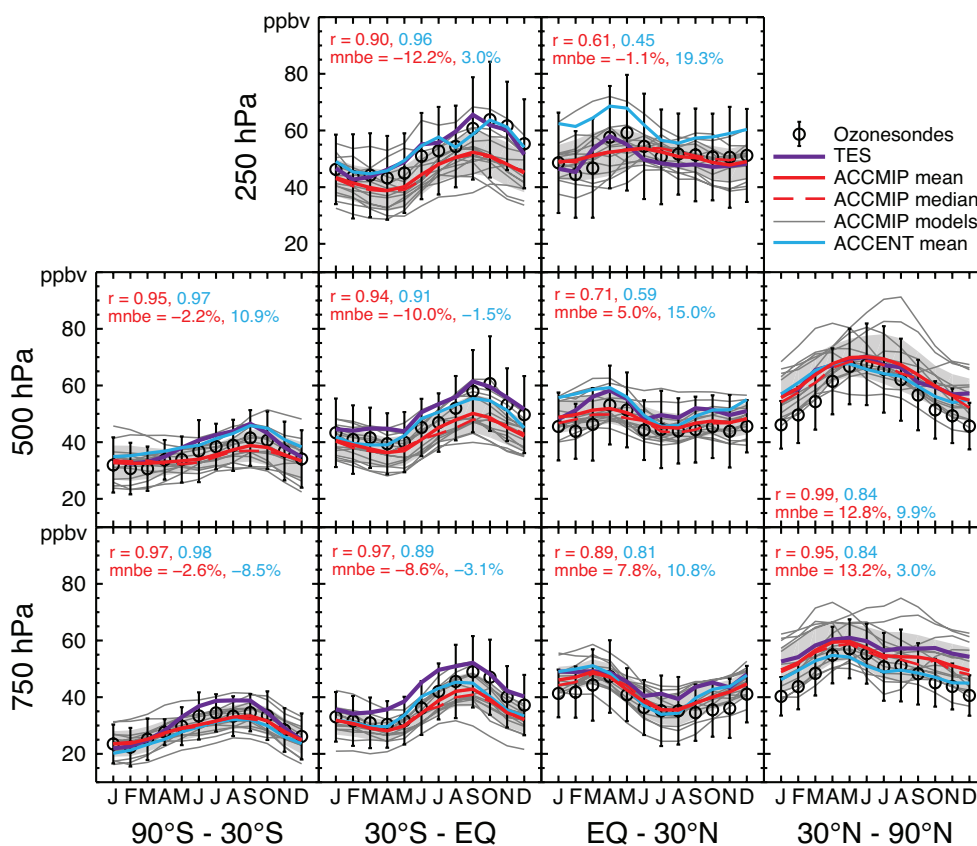 ppbv
r = 0.90, 0.96
mnbe = −12.2%, 3.0%
r = 0.61, 0.45
mnbe = −1.1%, 19.3%
80
60
40
20
250 hPa
Ozonesondes
TES
ACCMIP mean
ACCMIP median
ACCMIP models
ACCENT mean
ppbv
r = 0.95, 0.97
mnbe = −2.2%, 10.9%
r = 0.94, 0.91
mnbe = −10.0%, −1.5%
r = 0.71, 0.59
mnbe = 5.0%, 15.0%
80
60
40
20
500 hPa
r = 0.99, 0.84
mnbe = 12.8%, 9.9%
ppbv
r = 0.97, 0.98
mnbe = −2.6%, −8.5%
r = 0.97, 0.89
mnbe = −8.6%, −3.1%
r = 0.89, 0.81
mnbe = 7.8%, 10.8%
r = 0.95, 0.84
mnbe = 13.2%, 3.0%
80
60
40
20
750 hPa
J FMAMJ J ASOND
J FMAMJ J ASOND
J FMAMJ J ASOND
J FMAMJ J ASOND
90°S - 30°S
30°S - EQ
EQ - 30°N
30°N - 90°N